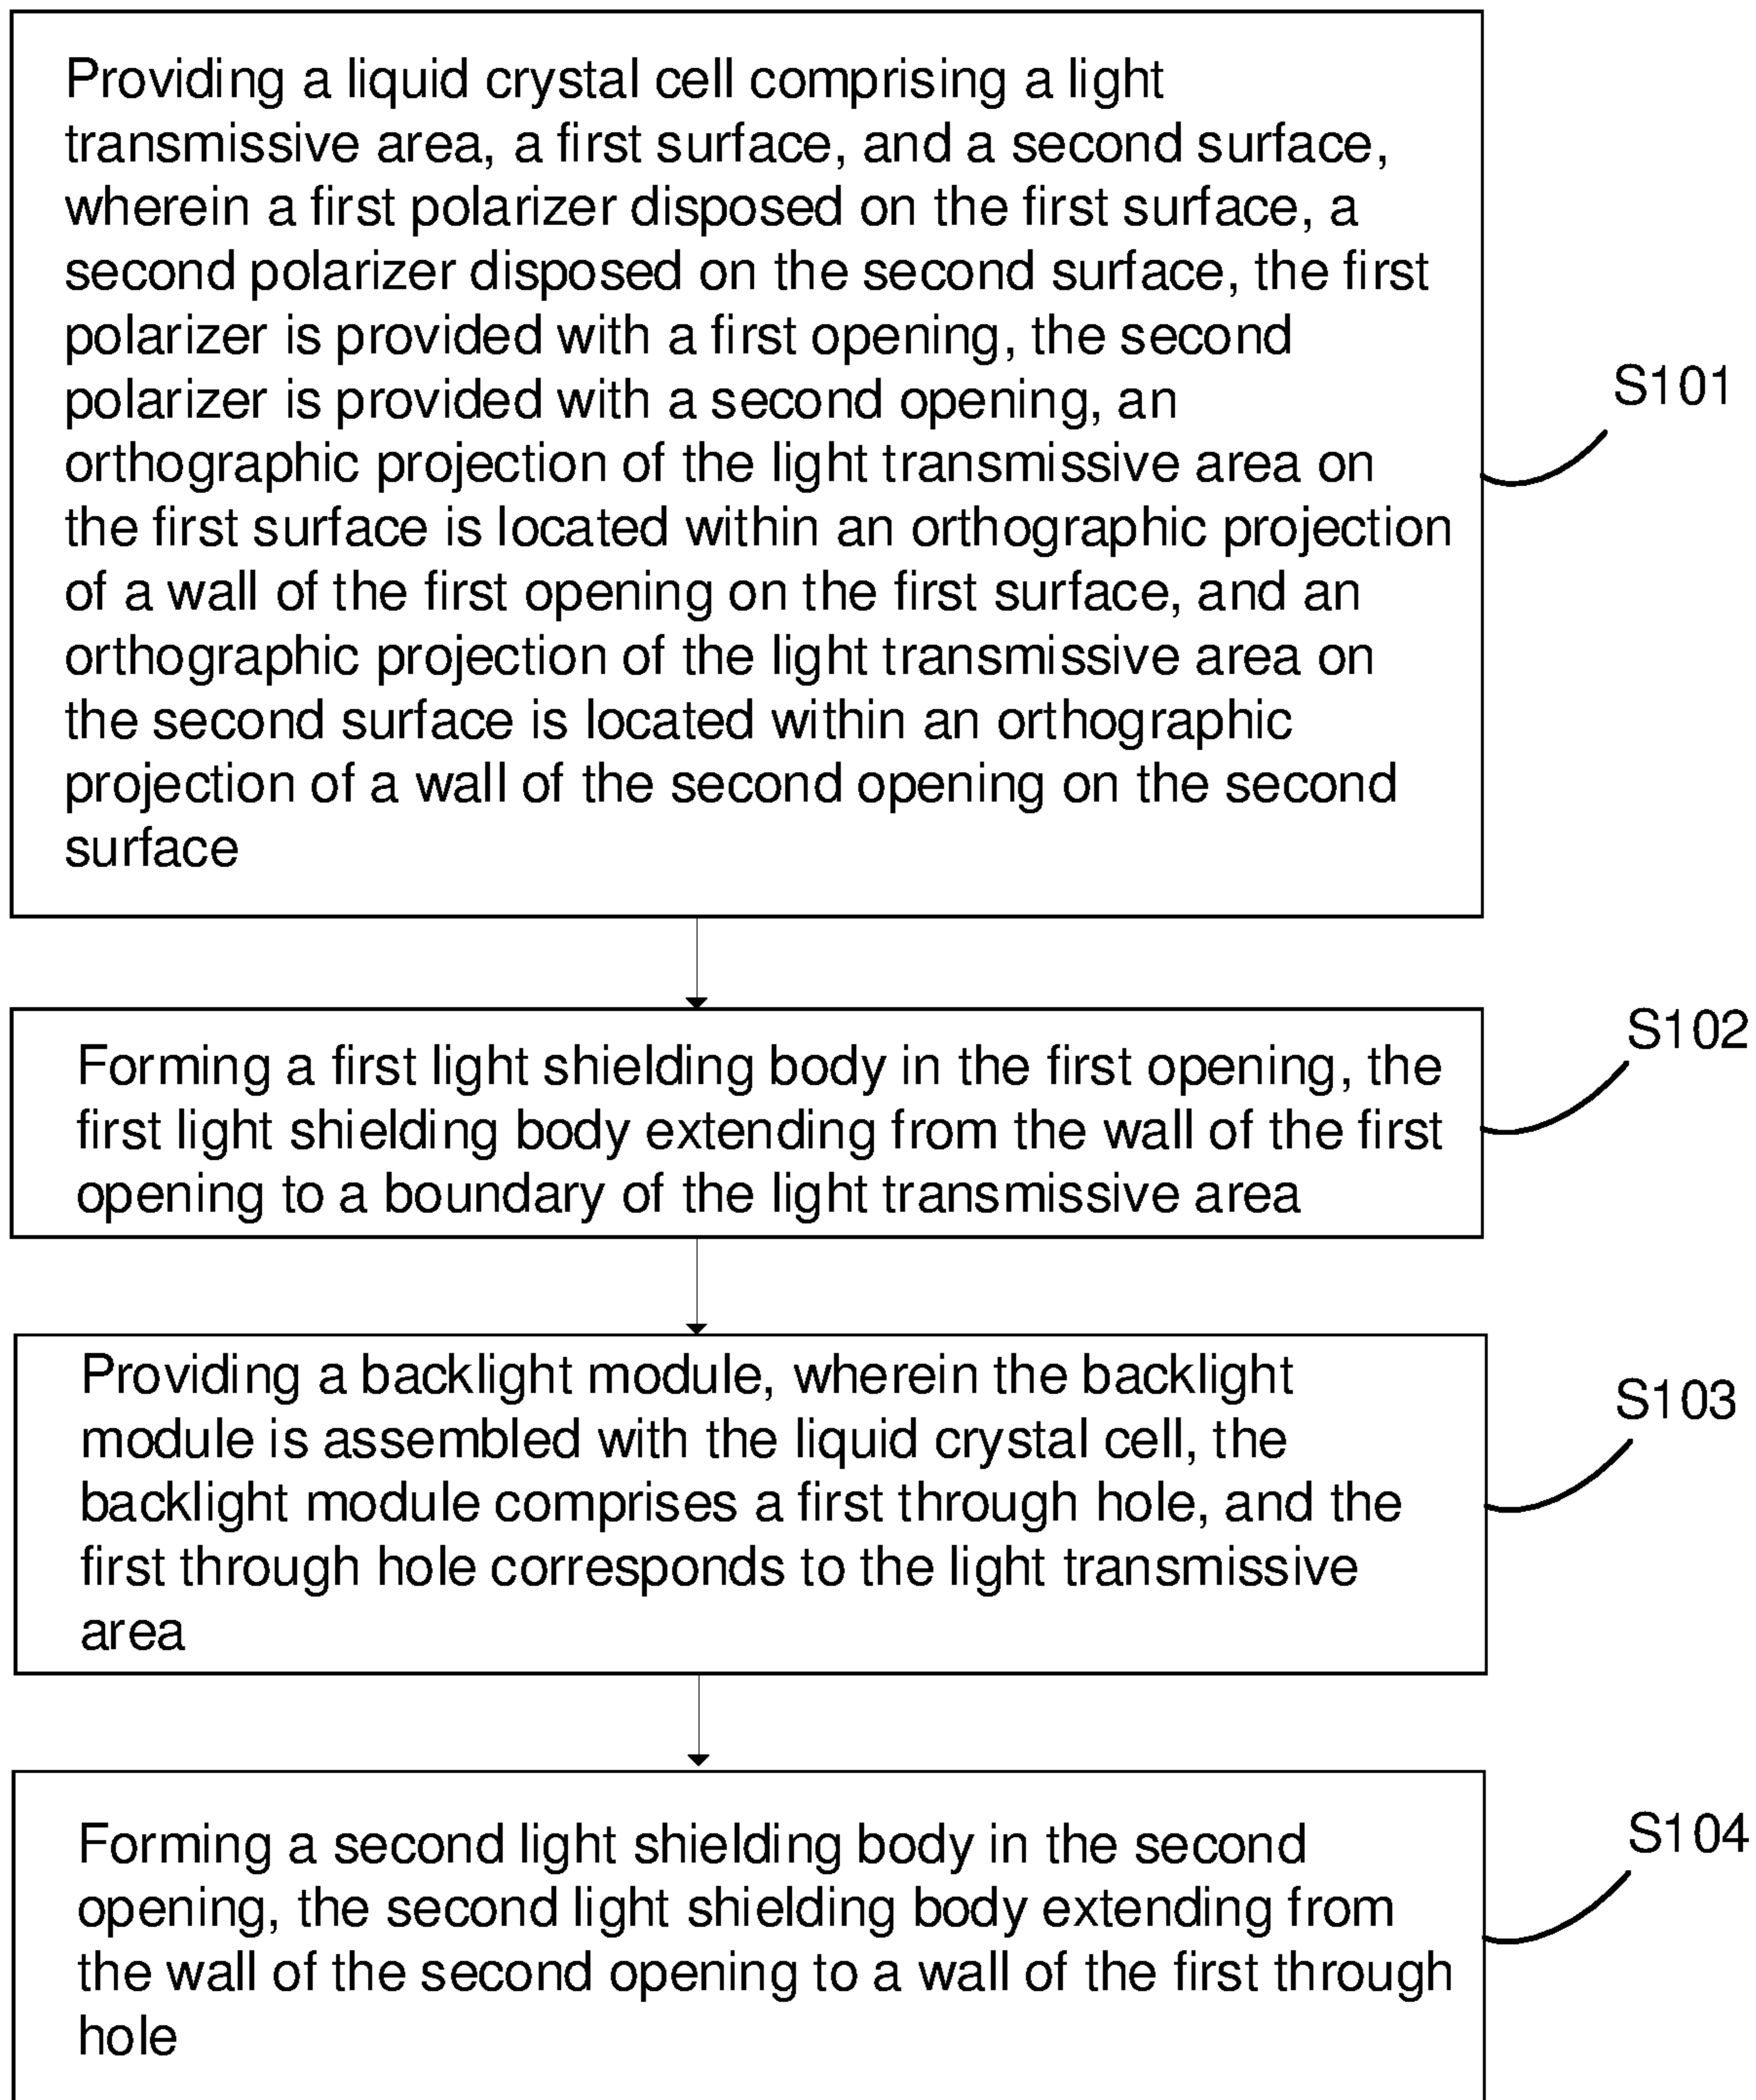 Providing a liquid crystal cell comprising a light
transmissive area, a first surface, and a second surface,
wherein a first polarizer disposed on the first surface, a
second polarizer disposed on the second surface, the first
polarizer is provided with a first opening, the second
polarizer is provided with a second opening, an
orthographic projection of the light transmissive area on
the first surface is located within an orthographic projection
of a wall of the first opening on the first surface, and an
orthographic projection of the light transmissive area on
the second surface is located within an orthographic
projection of a wall of the second opening on the second
surface
S101
Forming a first light shielding body in the first opening, the
first light shielding body extending from the wall of the first
opening to a boundary of the light transmissive area
S102
Providing a backlight module, wherein the backlight
module is assembled with the liquid crystal cell, the
backlight module comprises a first through hole, and the
first through hole corresponds to the light transmissive
area
S103
Forming a second light shielding body in the second
opening, the second light shielding body extending from
the wall of the second opening to a wall of the first through
hole
S104